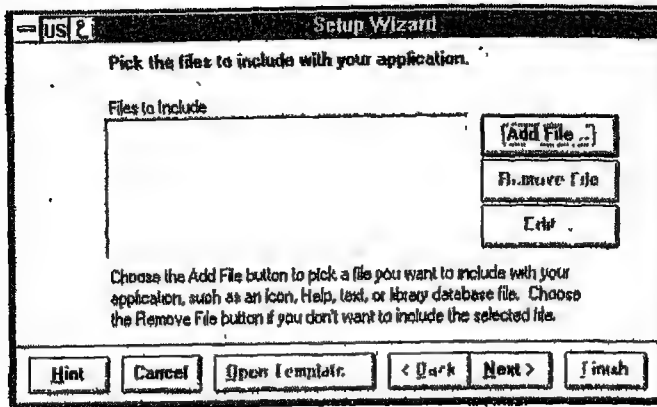 US
Setup Wizard
Pick the files to include with your application.
Files to Include
Add File...
Remove File
Edit...
Choose the Add File button to pick a file you want to include with your
application, such as an icon, Help, text, or library database file. Choose
the Remove File button if you don't want to include the selected file.
Hint Cancel Open Template... < Back Next > Finish